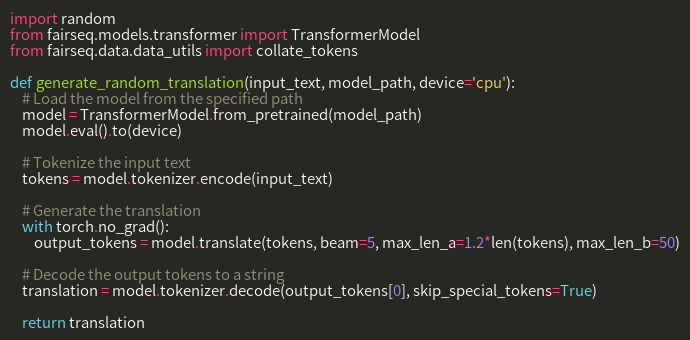 import random
from fairseq.models.transformer import TransformerModel
from fairseq.data.data_utils import collate_tokens
def generate_random_translation(input_text, model_path, device='cpu'):
# Load the model from the specified path
model = TransformerModel.from_pretrained(model_path)
model.eval().to(device)
# Tokenize the input text
tokens = model.tokenizer.encode(input_text)
# Generate the translation
with torch.no_grad():
output_tokens = model.translate(tokens, beam=5, max_len_a=1.2*len(tokens), max_len_b=50)
# Decode the output tokens to a string
translation = model.tokenizer.decode(output_tokens[0], skip_special_tokens=True)
return translation